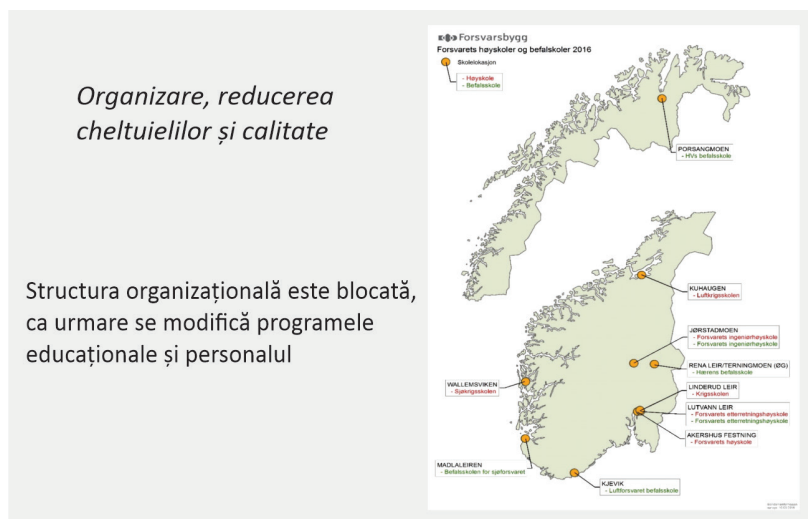 Organizare, reducerea
cheltuielilor și calitate
Structura organizațională este blocată,
ca urmare se modifică programele
educaționale și personalul
Forsvarsbygg
Forsvarets høyskoler og befalskoler 2016
Skolelokasjon
- Høyskole
- Befalsskole
PORSANGMOEN
- HVs befalsskole
KUHAUGEN
- Luftkrigsskolen
JØRSTADMOEN
- Forsvarets ingeniørhøyskole
- Forsvarets ingeniørhøyskole
RENA LEIR/TERNINGMOEN (ØG)
- Hærens befalsskole
WALLEMSVIKEN
- Sjøkrigsskolen
LINDERUD LEIR
- Krigsskolen
LUTVANN LEIR
- Forsvarets etterretningshøyskole
- Forsvarets etterretningshøyskole
AKERSHUS FESTNING
- Forsvarets høyskole
MADLALEIREN
- Befalsskolen for sjøforsvaret
KJEVIK
- Luftforsvaret befalsskole